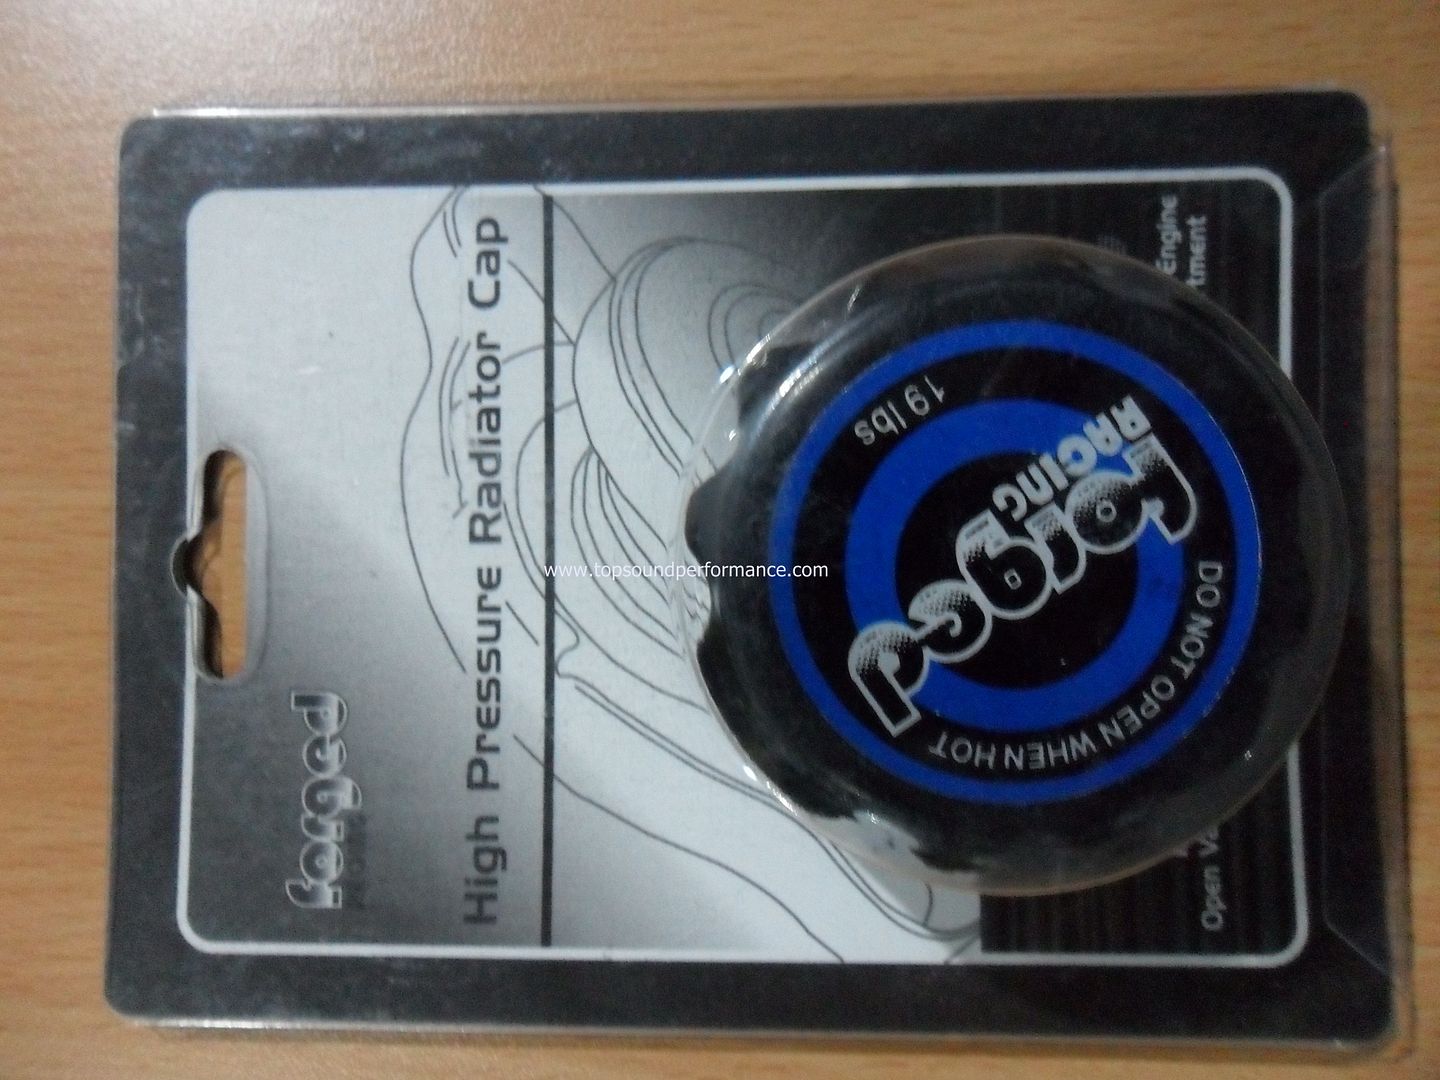 forged
High Pressure Radiator Cap
19 lbs
forged
RACING
DO NOT OPEN WHEN HOT
Engine
Open
www.topsoundperformance.com